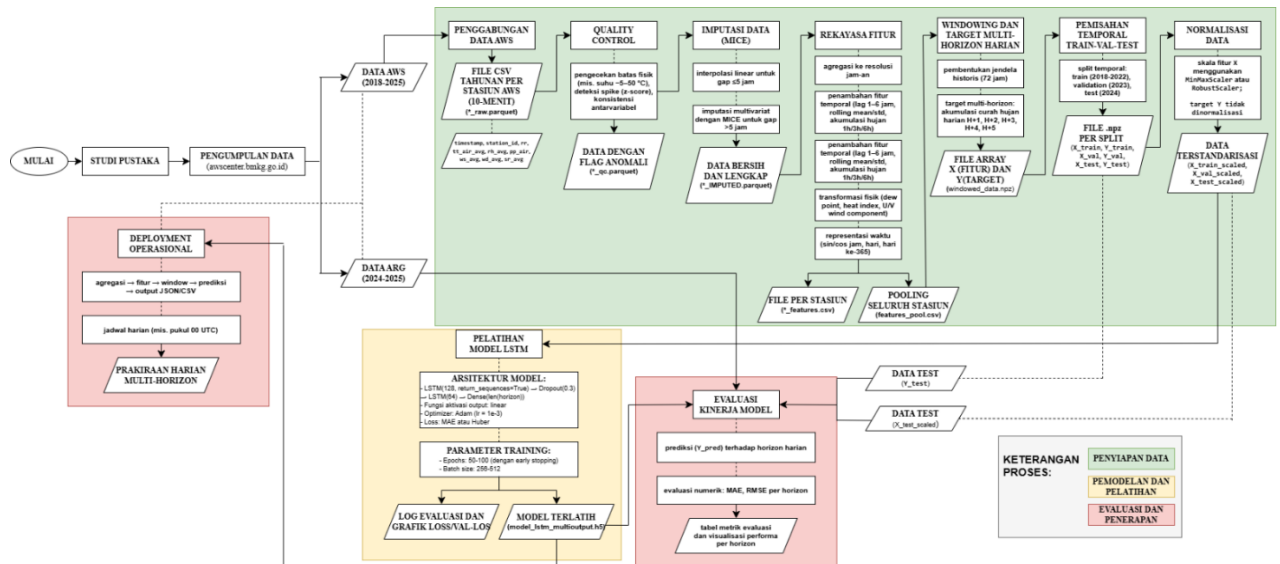 MULAI
STUDI PUSTAKA
PENGUMPULAN DATA
(awscenter.bmkg.go.id)
DATA AWS
(2018-2025)
DATA ARG
(2024-2025)
PENGGABUNGAN
DATA AWS
FILE CSV
TAHUNAN PER
STASIUN AWS
(10-MENIT)
(*_raw.parquet)
timestamp, station_id, rr,
tt_air_avg, rh_avg, pp_air,
ws_avg, wd_avg, sr_avg
QUALITY
CONTROL
pengecekan batas fisik
(mis. suhu −5–50 °C),
deteksi spike (z-score),
konsistensi
antarvariabel
DATA DENGAN
FLAG ANOMALI
(*_qc.parquet)
IMPUTASI DATA
(MICE)
interpolasi linear untuk
gap ≤5 jam
imputasi multivariat
dengan MICE untuk gap
>5 jam
DATA BERSIH
DAN LENGKAP
(*_IMPUTED.parquet)
REKAYASA FITUR
agregasi ke resolusi
jam-an
penambahan fitur
temporal (lag 1–6 jam,
rolling mean/std,
akumulasi hujan
1h/3h/6h)
penambahan fitur
temporal (lag 1–6 jam,
rolling mean/std,
akumulasi hujan
1h/3h/6h)
transformasi fisik (dew
point, heat index, U/V
wind component)
representasi waktu
(sin/cos jam, hari, hari
ke-365)
FILE PER STASIUN
(*_features.csv)
POOLING
SELURUH STASIUN
(features_pool.csv)
WINDOWING DAN
TARGET MULTI-
HORIZON HARIAN
pembentukan jendela
historis (72 jam)
target multi-horizon:
akumulasi curah hujan
harian H+1, H+2, H+3,
H+4, H+5
FILE ARRAY
X (FITUR) DAN
Y(TARGET)
(windowed_data.npz)
PEMISAHAN
TEMPORAL
TRAIN-VAL-TEST
split temporal:
train (2018-2022),
validation (2023),
test (2024)
FILE .npz
PER SPLIT
(X_train, Y_train,
X_val, Y_val,
X_test, Y_test)
NORMALISASI
DATA
skala fitur X
menggunakan
MinMaxScaler atau
RobustScaler;
target Y tidak
dinormalisasi
DATA
TERSTANDARISASI
(X_train_scaled,
X_val_scaled,
X_test_scaled)
DEPLOYMENT
OPERASIONAL
agregasi → fitur → window → prediksi
→ output JSON/CSV
jadwal harian (mis. pukul 00 UTC)
PRAKIRAAN HARIAN
MULTI-HORIZON
PELATIHAN
MODEL LSTM
ARSITEKTUR MODEL:
- LSTM(128, return_sequences=True) → Dropout(0.3)
→ LSTM(64) → Dense(len(horizon))
- Fungsi aktivasi output: linear
- Optimizer: Adam (lr = 1e-3)
- Loss: MAE atau Huber
PARAMETER TRAINING:
- Epochs: 50-100 (dengan early stopping)
- Batch size: 256-512
LOG EVALUASI DAN
GRAFIK LOSS/VAL-LOS
MODEL TERLATIH
(model_lstm_multioutput.h5)
EVALUASI
KINERJA MODEL
prediksi (Y_pred) terhadap horizon harian
evaluasi numerik: MAE, RMSE per horizon
tabel metrik evaluasi
dan visualisasi performa
per horizon
DATA TEST
(Y_test)
DATA TEST
(X_test_scaled)
KETERANGAN
PROSES:
PENYIAPAN DATA
PEMODELAN DAN
PELATIHAN
EVALUASI DAN
PENERAPAN